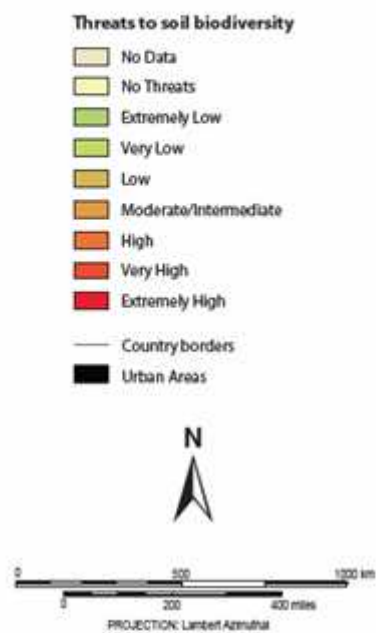 Threats to soil biodiversity
No Data
No Threats
Extremely Low
Very Low
Low
Moderate/Intermediate
High
Very High
Extremely High
Country borders
Urban Areas
N
0 500 1000 km
0 200 400 miles
PROJECTION: Lambert Azimuthal